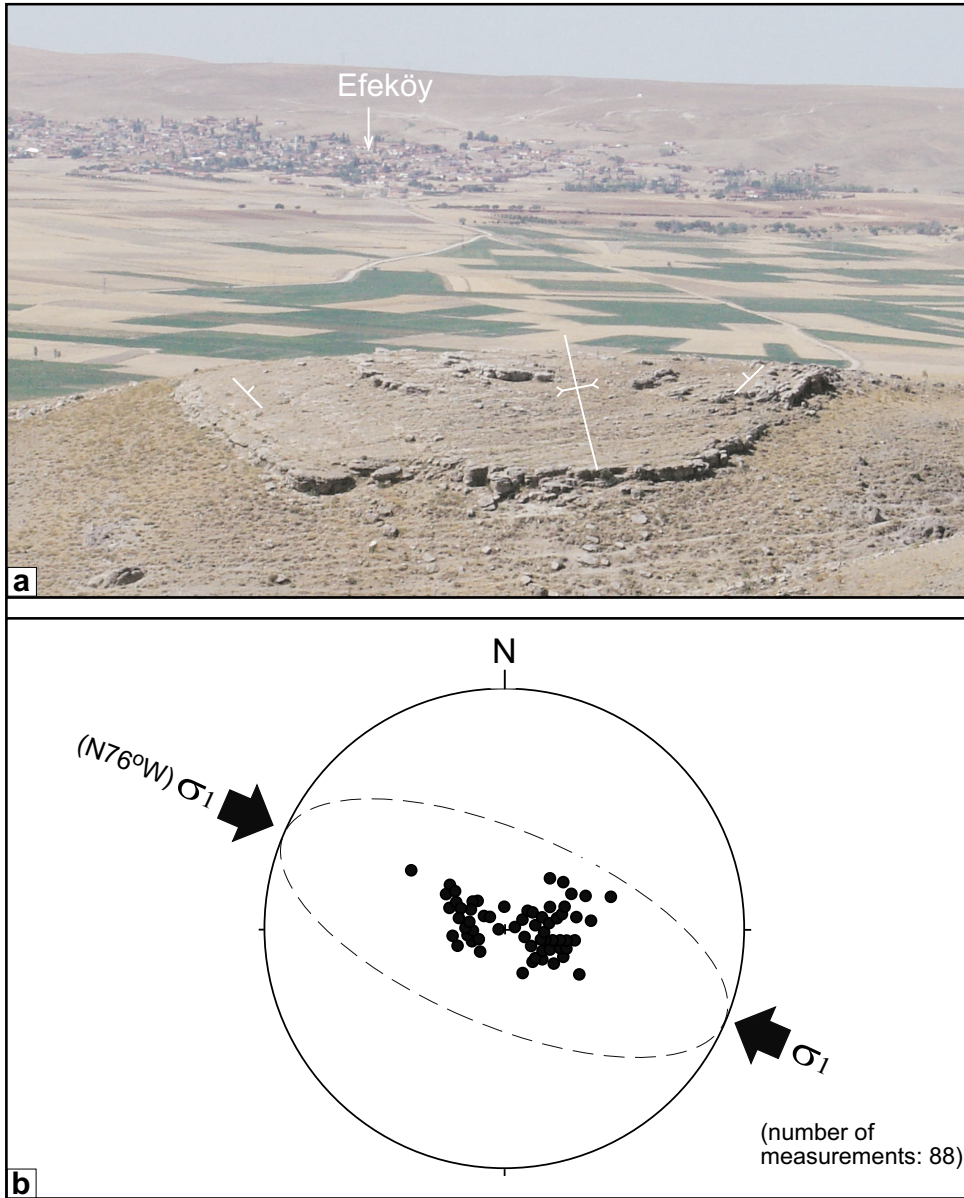 Efeköy
a
N
(N76°W) σ1
σ1
(number of
measurements: 88)
b